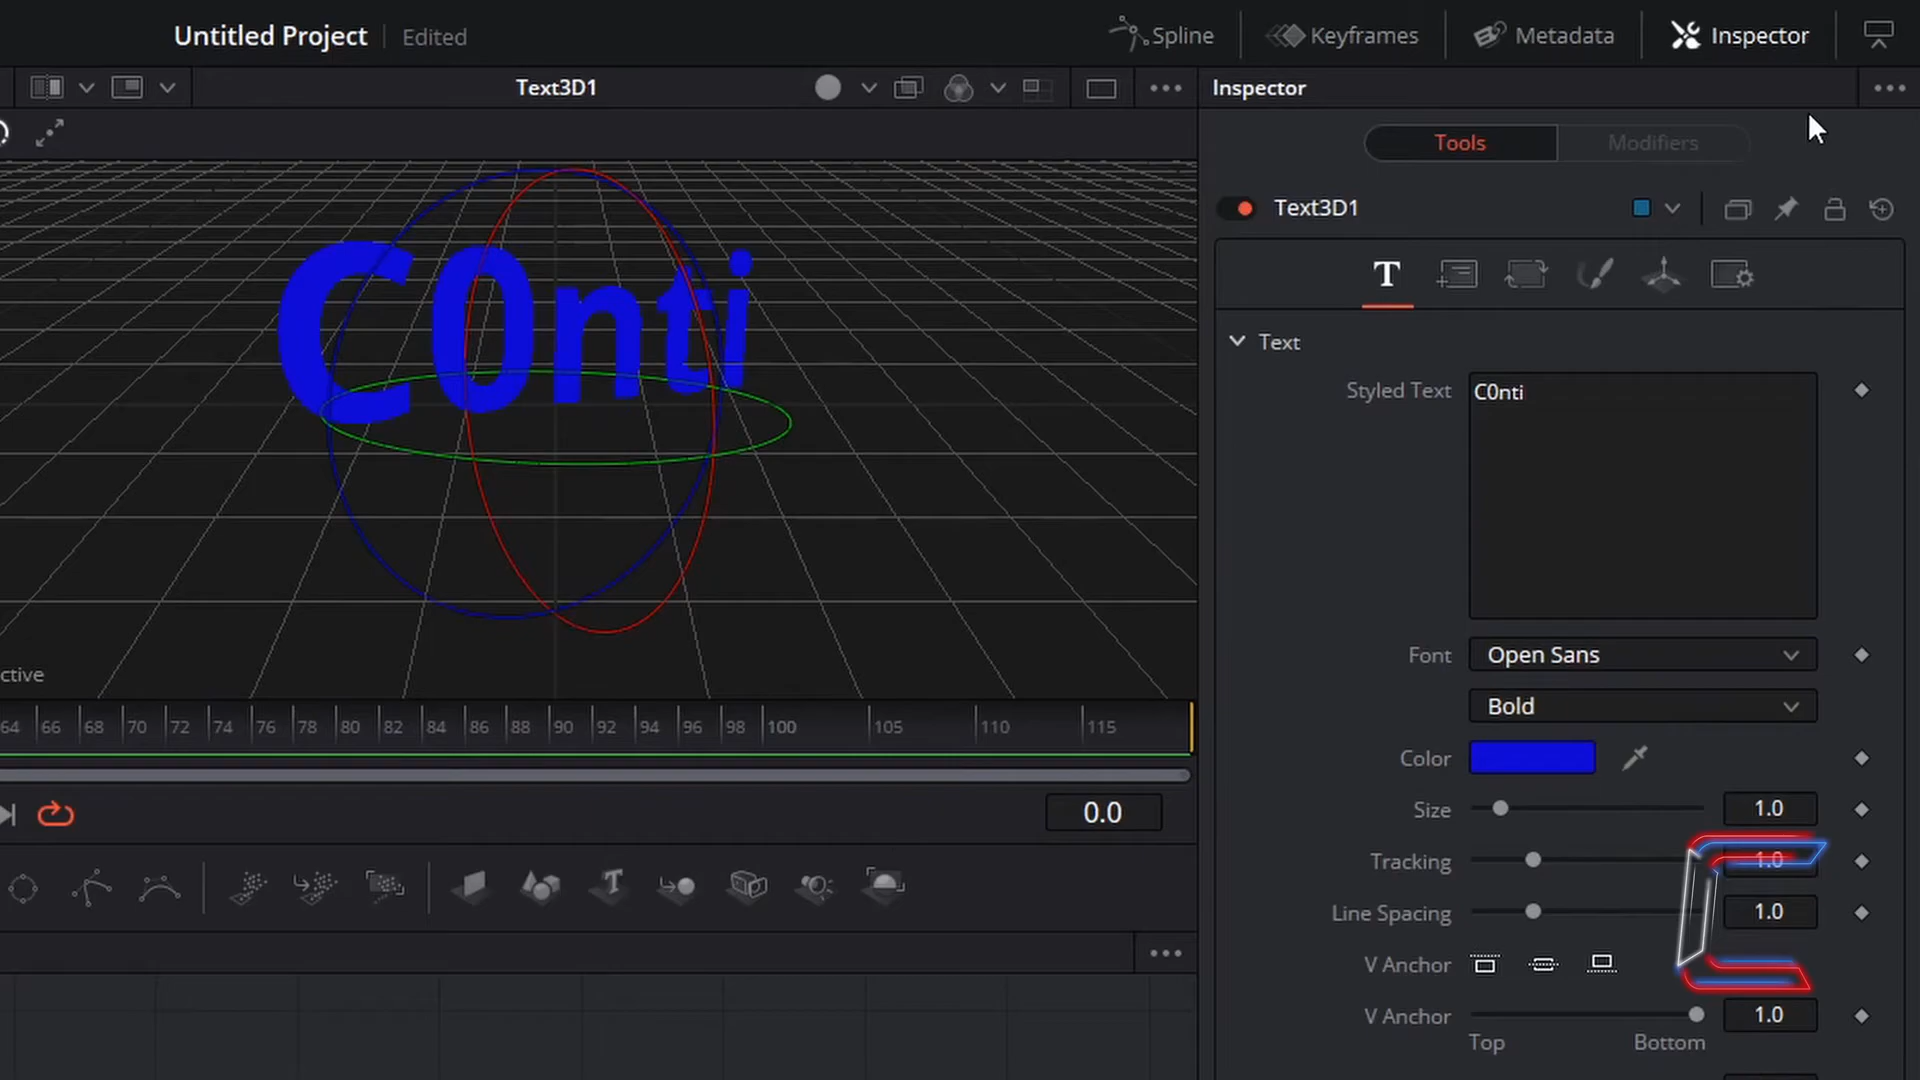 Untitled Project Edited Spline Keyframes Metadata Inspector
Text3D1
Inspector
Tools Modifiers
Text3D1
C0nti
T
Text
Styled Text C0nti
Font Open Sans
Bold
Color
Size 1.0
Tracking 1.0
Line Spacing 1.0
V Anchor
V Anchor 1.0
Top Bottom
ctive
64 66 68 70 72 74 76 78 80 82 84 86 88 90 92 94 96 98 100 105 110 115
0.0
T